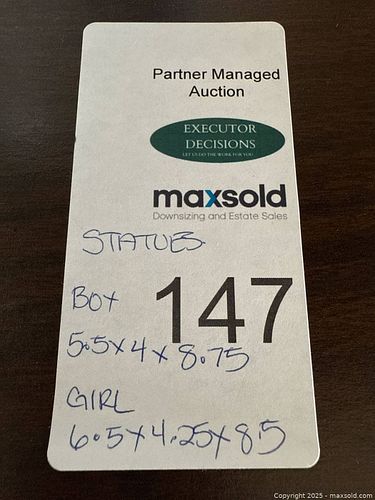 Partner Managed
Auction
EXECUTOR
DECISIONS
LET US DO THE WORK FOR YOU
maxsold
Downsizing and Estate Sales
STATUES
BOY
147
5.5x4x8.75
GIRL
6.5x4.25x8.5
Copyright 2025 - maxsold.com